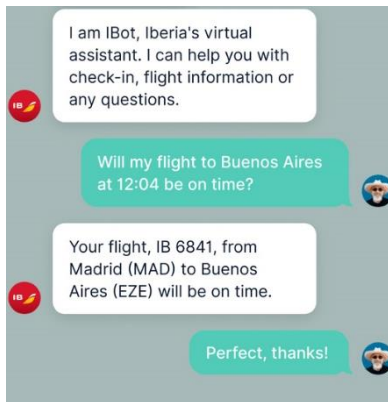 I am IBot, Iberia's virtual
assistant. I can help you with
check-in, flight information or
any questions.
IB
Will my flight to Buenos Aires
at 12:04 be on time?
Your flight, IB 6841, from
Madrid (MAD) to Buenos
Aires (EZE) will be on time.
IB
Perfect, thanks!